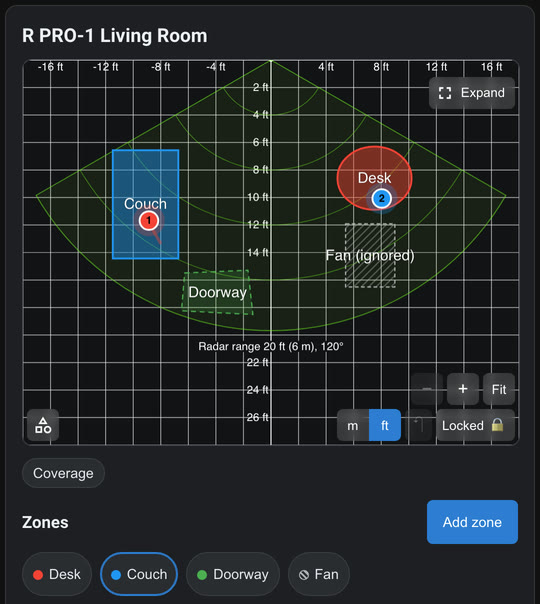 R PRO-1 Living Room
-16 ft -12 ft -8 ft -4 ft 4 ft 8 ft 12 ft 16 ft
2 ft
Expand
4 ft
6 ft
8 ft
Desk
2
10 ft
Couch
1
12 ft
14 ft
Fan (ignored)
Doorway
Radar range 20 ft (6 m), 120°
22 ft
24 ft
− + Fit
26 ft
m ft Locked
Coverage
Zones
Add zone
Desk Couch Doorway Fan